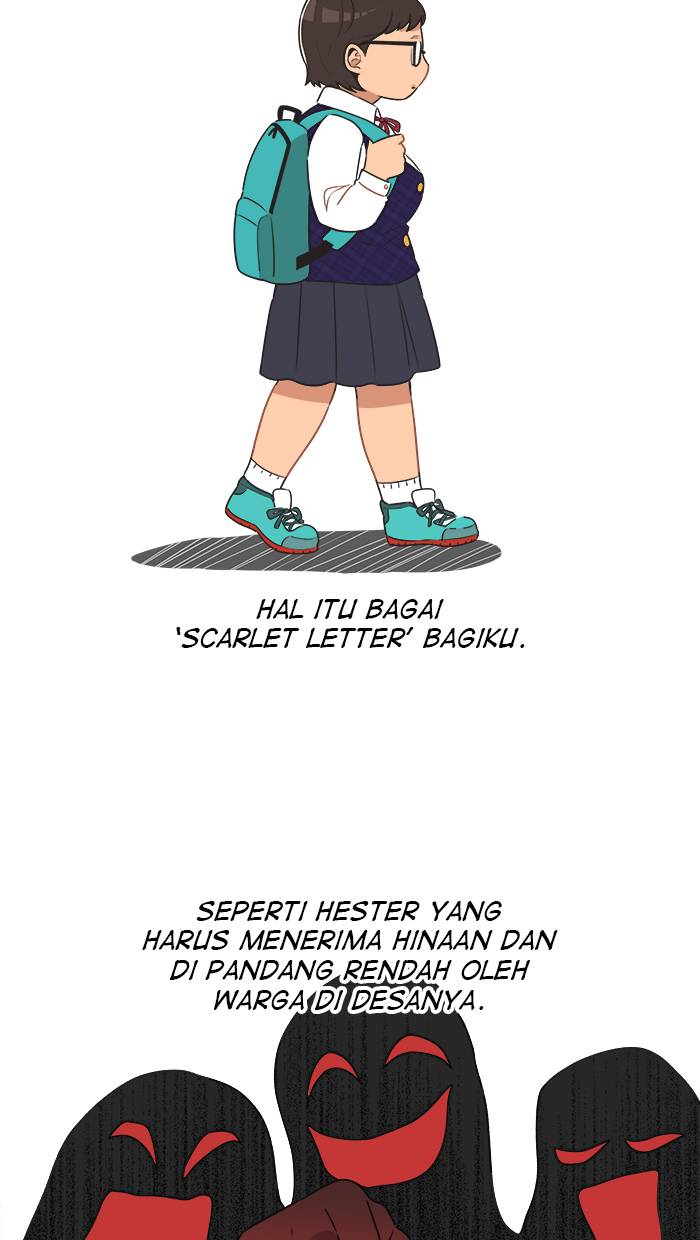 HAL ITU BAGAI
'SCARLET LETTER' BAGIKU.
SEPERTI HESTER YANG
HARUS MENERIMA HINAAN DAN
DI PANDANG RENDAH OLEH
WARGA DI DESANYA.